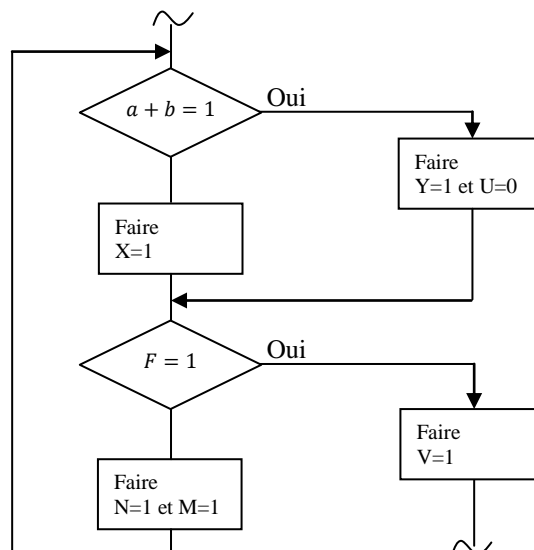 a + b = 1
Oui
Faire
Y=1 et U=0
Faire
X=1
F = 1
Oui
Faire
V=1
Faire
N=1 et M=1